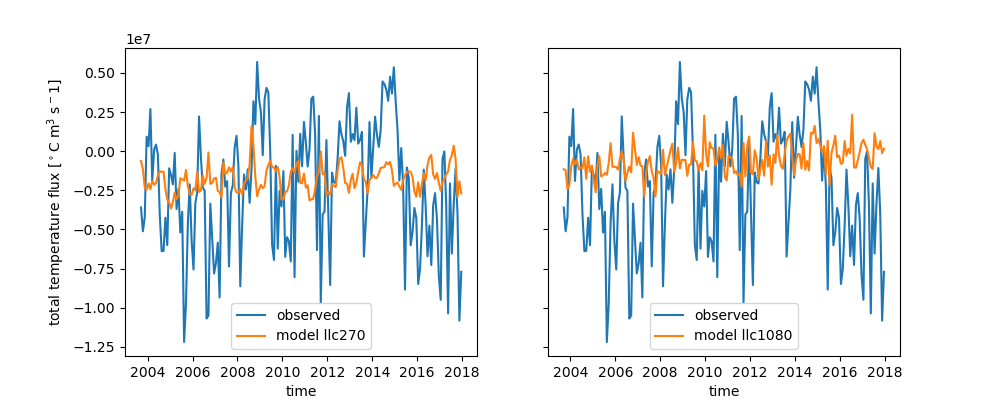 1e7
total temperature flux [°C m³ s−1]
0.50
0.25
0.00
−0.25
−0.50
−0.75
−1.00
−1.25
2004 2006 2008 2010 2012 2014 2016 2018
time
observed
model llc270
2004 2006 2008 2010 2012 2014 2016 2018
time
observed
model llc1080